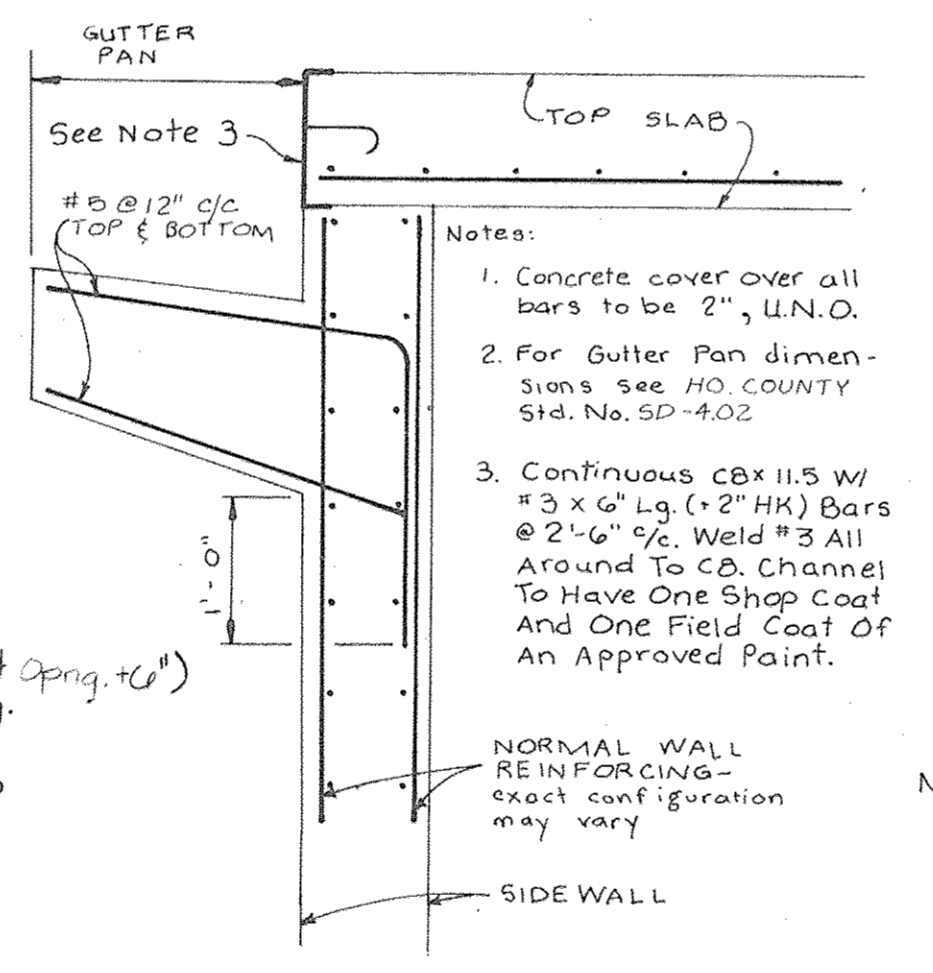 GUTTER
PAN
See Note 3
TOP SLAB
#5 @ 12" c/c
TOP & BOTTOM
Notes:
1. Concrete cover over all
bars to be 2", U.N.O.
2. For Gutter Pan dimen-
sions see HO. COUNTY
Std. No. SD-4.02
3. Continuous C8x11.5 W/
#3 x 6" Lg. (+2" HK) Bars
@ 2'-6" c/c. Weld #3 All
Around To C8. Channel
To Have One Shop Coat
And One Field Coat Of
An Approved Paint.
1'-0"
Opng. +6")
NORMAL WALL
REINFORCING-
exact configuration
may vary
SIDE WALL